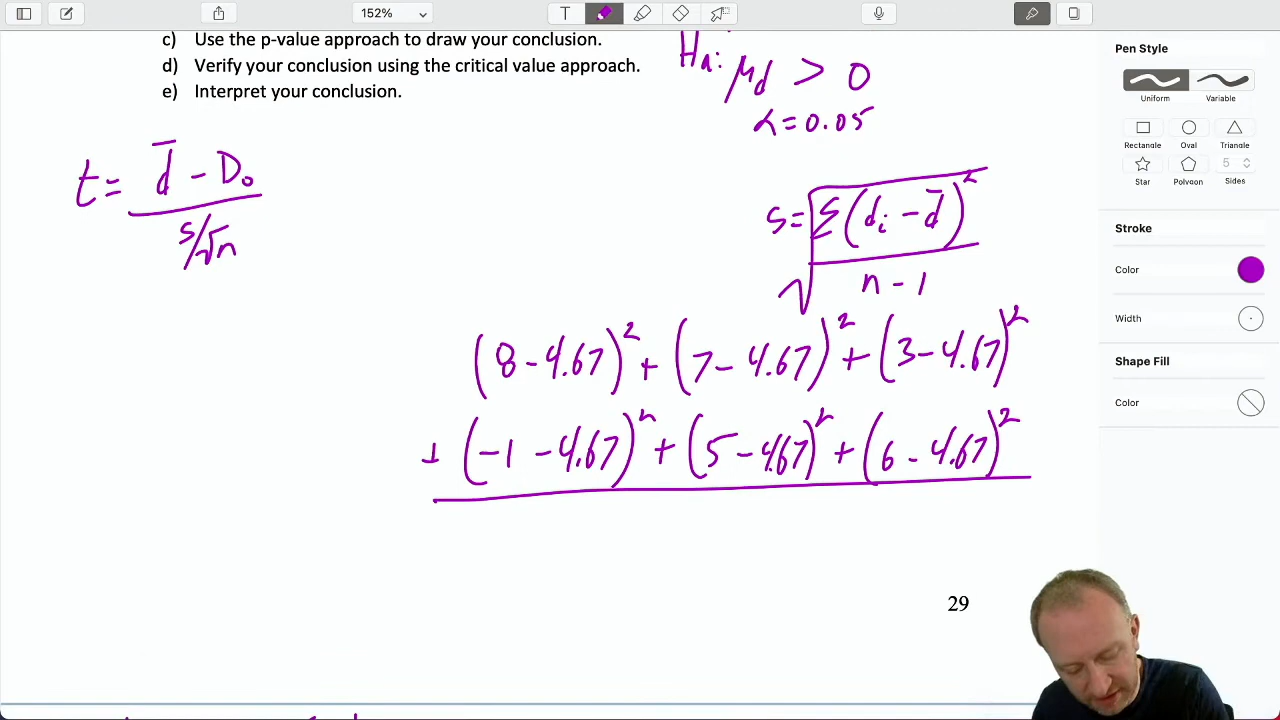 152%
T
c) Use the p-value approach to draw your conclusion.
d) Verify your conclusion using the critical value approach.
e) Interpret your conclusion.
Ha: μd > 0
α = 0.05
t = d̄ - D₀ / s/√n
s = √ Σ(dᵢ - d̄)² / n - 1
(8 - 4.67)² + (7 - 4.67)² + (3 - 4.67)²
+ (-1 - 4.67)² + (5 - 4.67)² + (6 - 4.67)²
29
Pen Style
Uniform Variable
Rectangle Oval Triangle
Star Polygon 5 Sides
Stroke
Color
Width
Shape Fill
Color